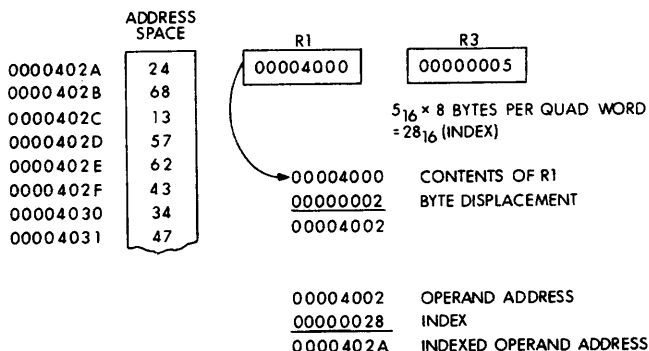 ADDRESS
SPACE
R1
R3
0000402A 24
0000402B 68
0000402C 13
0000402D 57
0000402E 62
0000402F 43
00004030 34
00004031 47
00004000
00000005
5₁₆ × 8 BYTES PER QUAD WORD
= 28₁₆ (INDEX)
00004000 CONTENTS OF R1
00000002 BYTE DISPLACEMENT
00004002
00004002 OPERAND ADDRESS
00000028 INDEX
0000402A INDEXED OPERAND ADDRESS